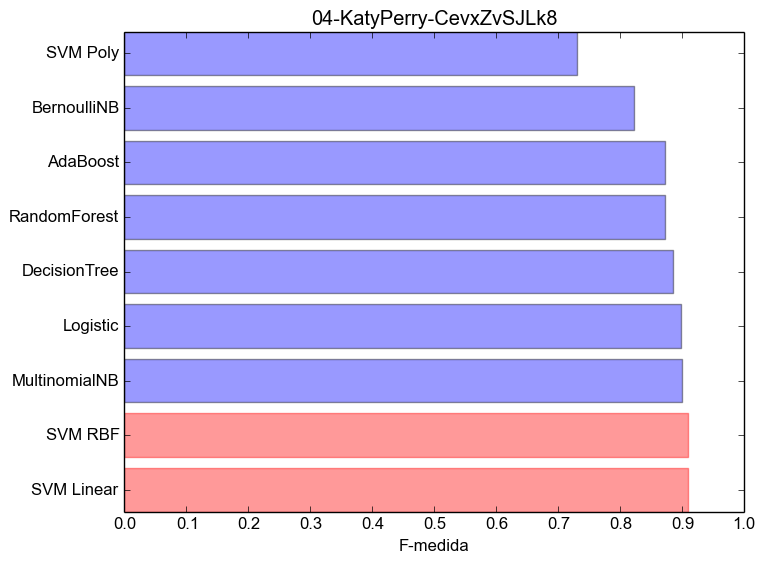 04-KatyPerry-CevxZvSJLk8
SVM Poly
BernoulliNB
AdaBoost
RandomForest
DecisionTree
Logistic
MultinomialNB
SVM RBF
SVM Linear
0.0 0.1 0.2 0.3 0.4 0.5 0.6 0.7 0.8 0.9 1.0
F-medida